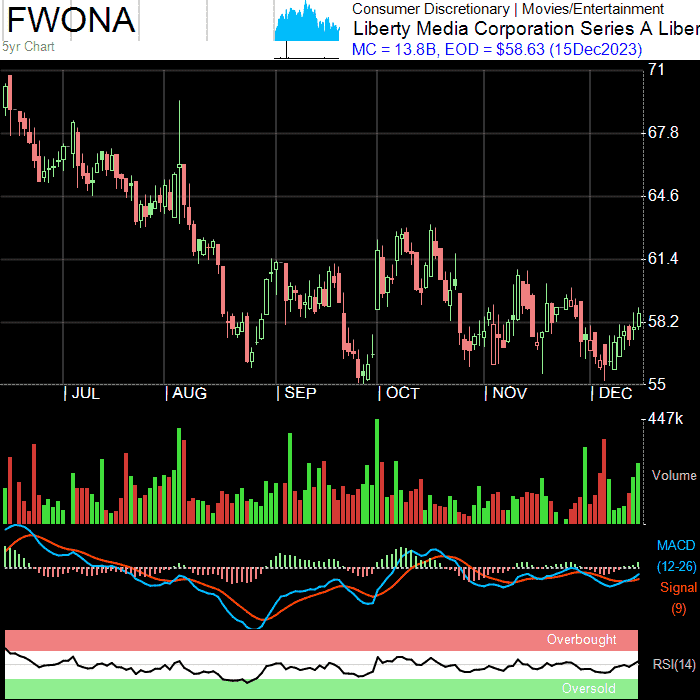 FWONA
5yr Chart
Consumer Discretionary | Movies/Entertainment
Liberty Media Corporation Series A Liber
MC = 13.8B, EOD = $58.63 (15Dec2023)
71
67.8
64.6
61.4
58.2
55
JUL AUG SEP OCT NOV DEC
447k
Volume
MACD
(12-26)
Signal
(9)
Overbought
RSI(14)
Oversold